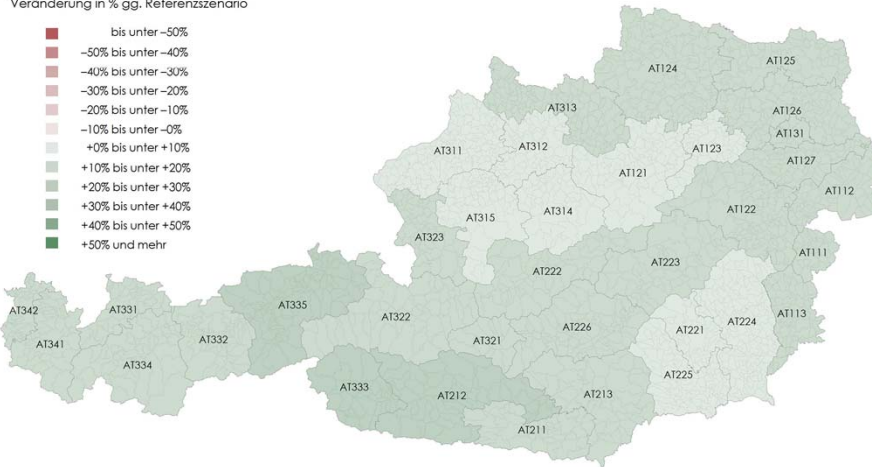 Veränderung in % gg. Referenzszenario
bis unter –50%
–50% bis unter –40%
–40% bis unter –30%
–30% bis unter –20%
–20% bis unter –10%
–10% bis unter –0%
+0% bis unter +10%
+10% bis unter +20%
+20% bis unter +30%
+30% bis unter +40%
+40% bis unter +50%
+50% und mehr
AT124
AT125
AT313
AT126
AT131
AT312
AT123
AT311
AT127
AT121
AT112
AT122
AT314
AT315
AT323
AT111
AT223
AT222
AT335
AT342
AT331
AT113
AT322
AT224
AT226
AT221
AT332
AT321
AT341
AT334
AT225
AT333
AT212
AT213
AT211